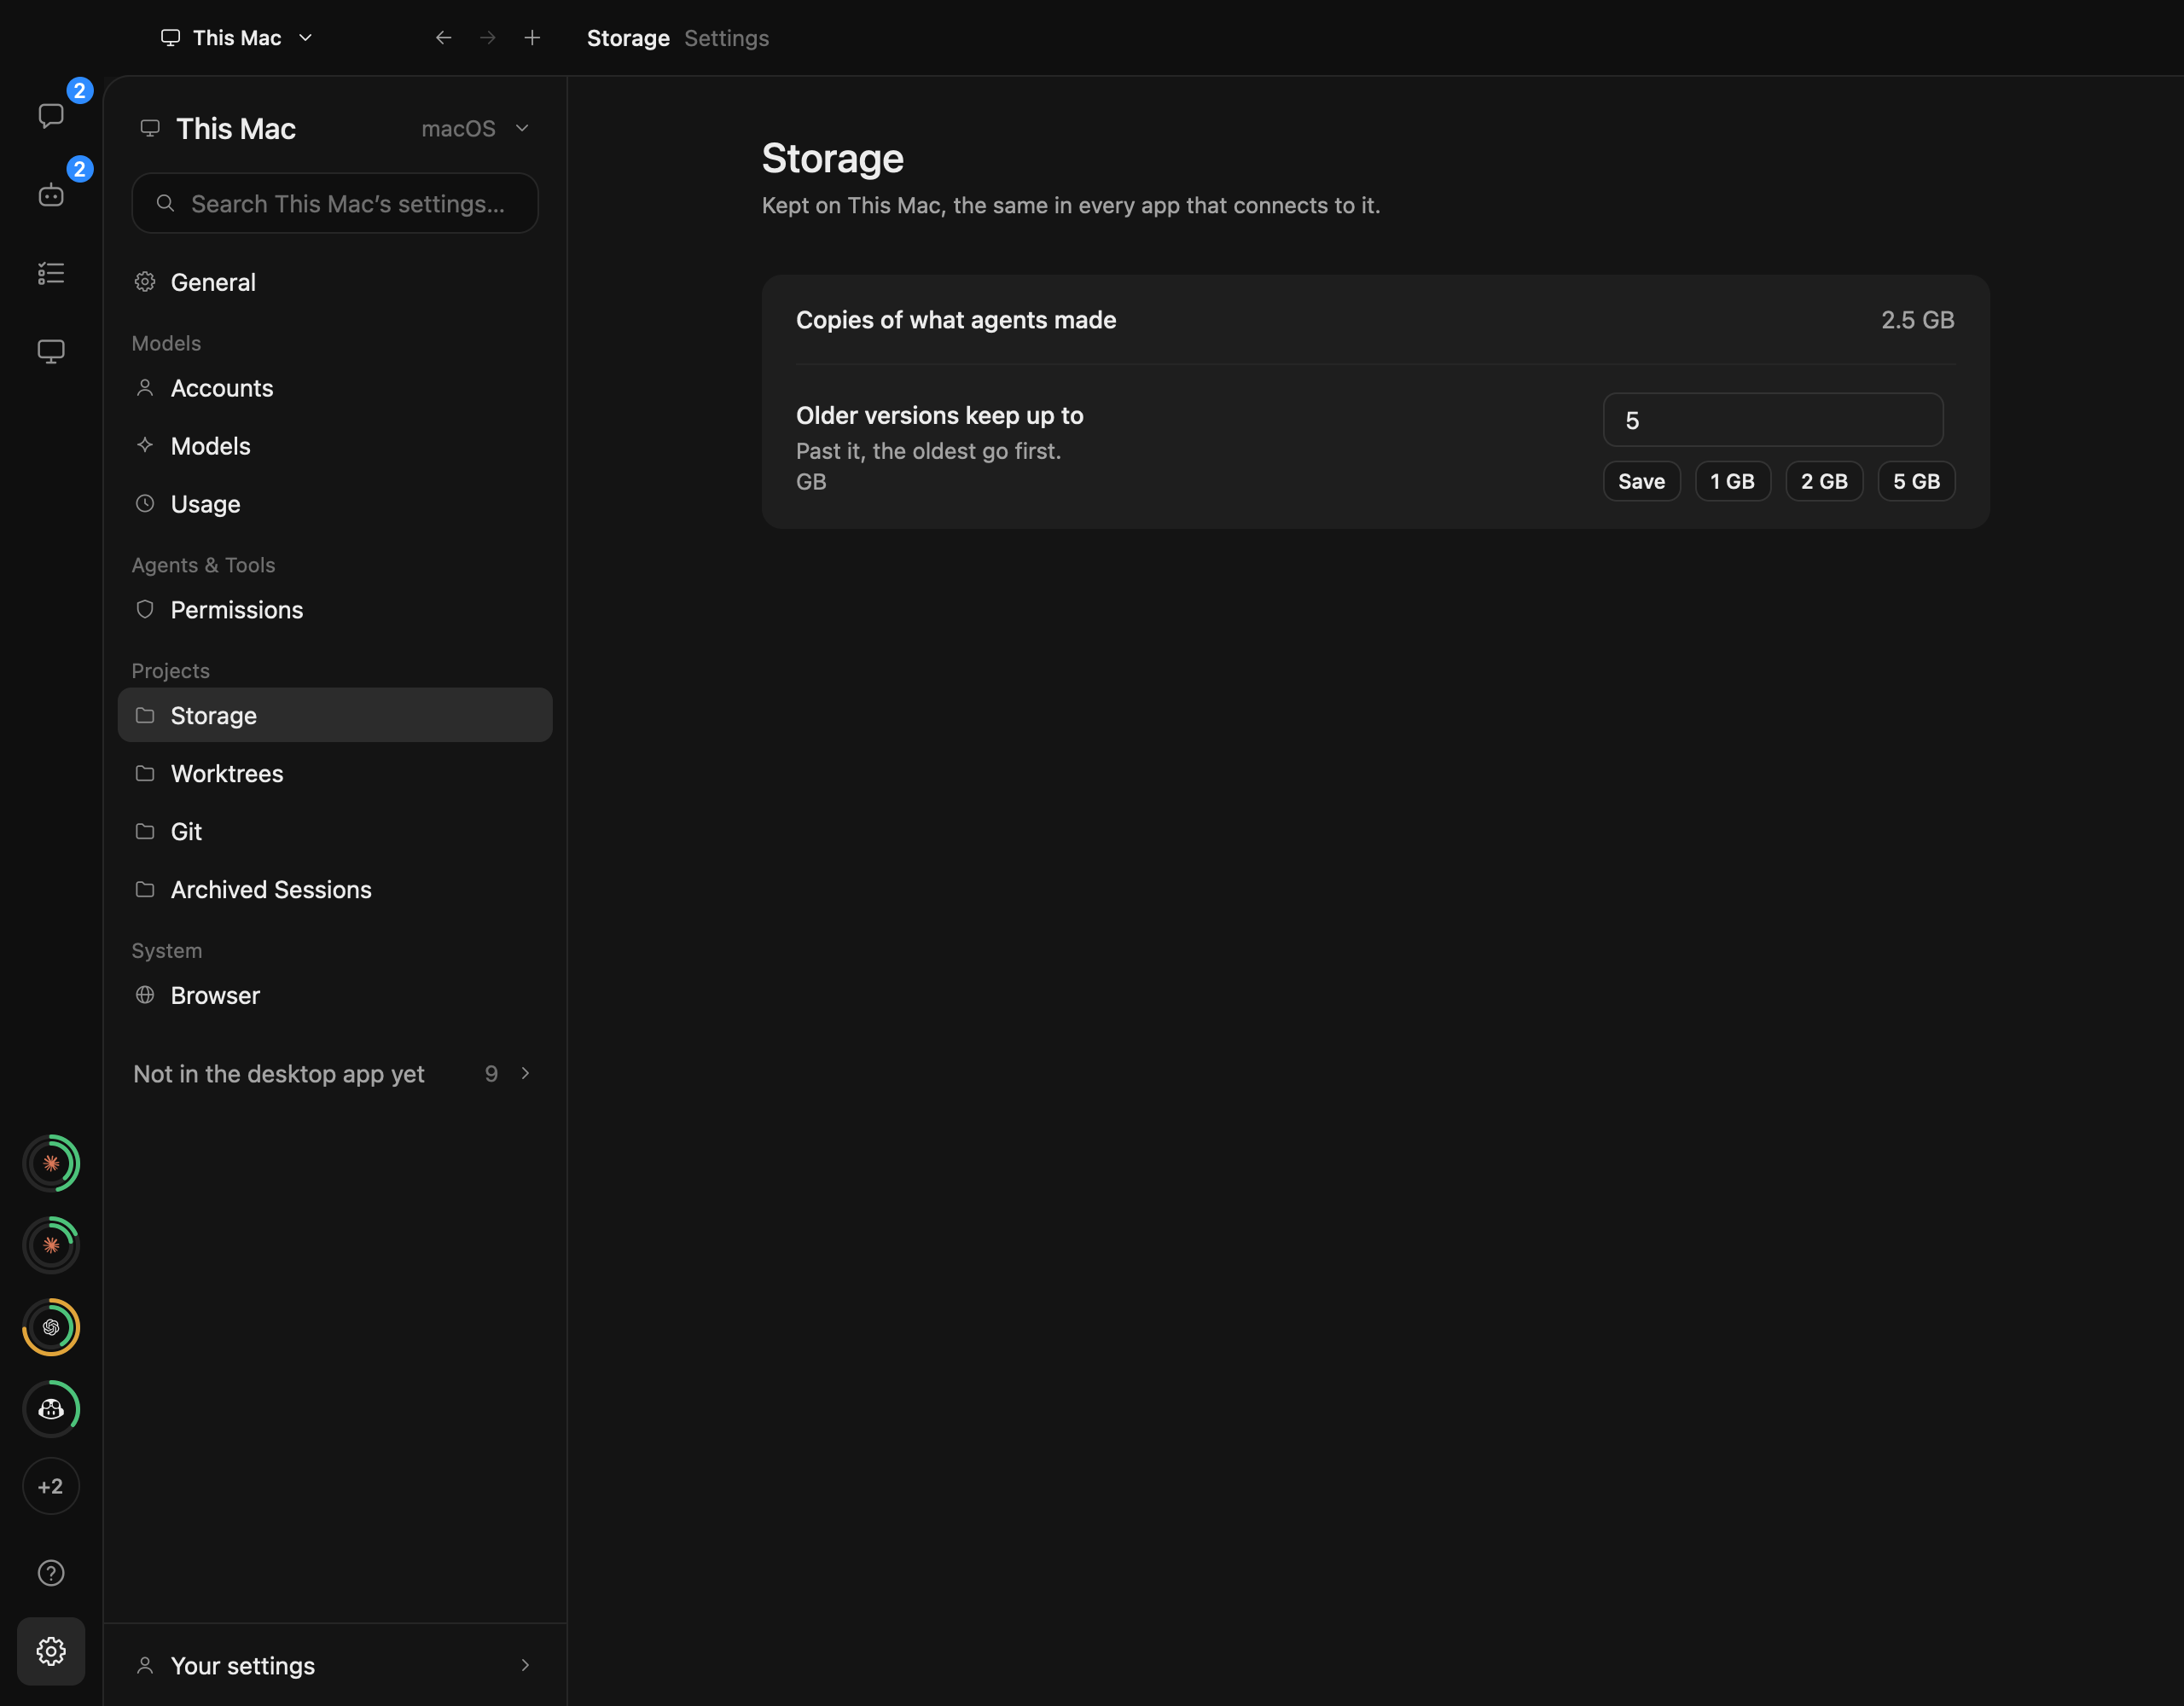 This Mac
Storage Settings
2
2
This Mac
macOS
Search This Mac’s settings...
General
Models
Accounts
Models
Usage
Agents & Tools
Permissions
Projects
Storage
Worktrees
Git
Archived Sessions
System
Browser
Not in the desktop app yet
9
+2
Your settings
Storage
Kept on This Mac, the same in every app that connects to it.
Copies of what agents made
2.5 GB
Older versions keep up to
Past it, the oldest go first.
GB
5
Save
1 GB
2 GB
5 GB